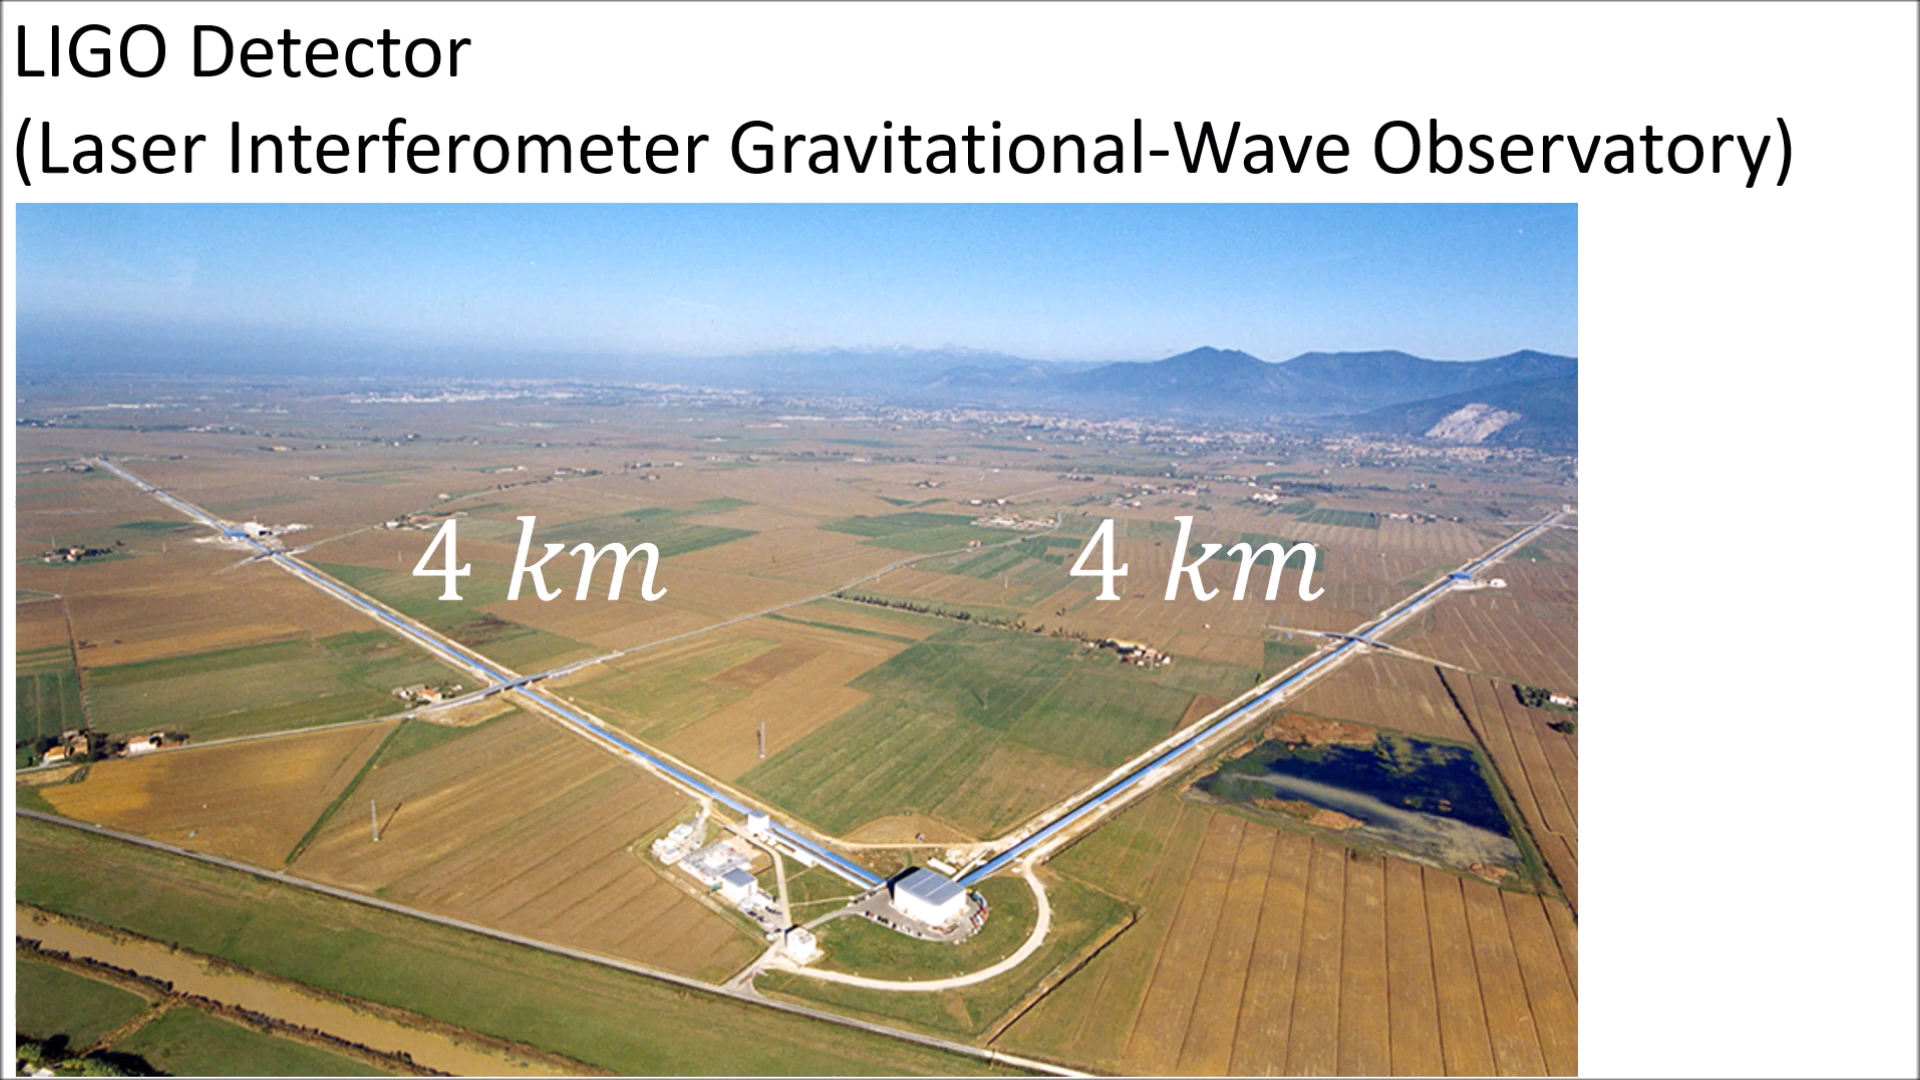 LIGO Detector
(Laser Interferometer Gravitational-Wave Observatory)
4 km 4 km